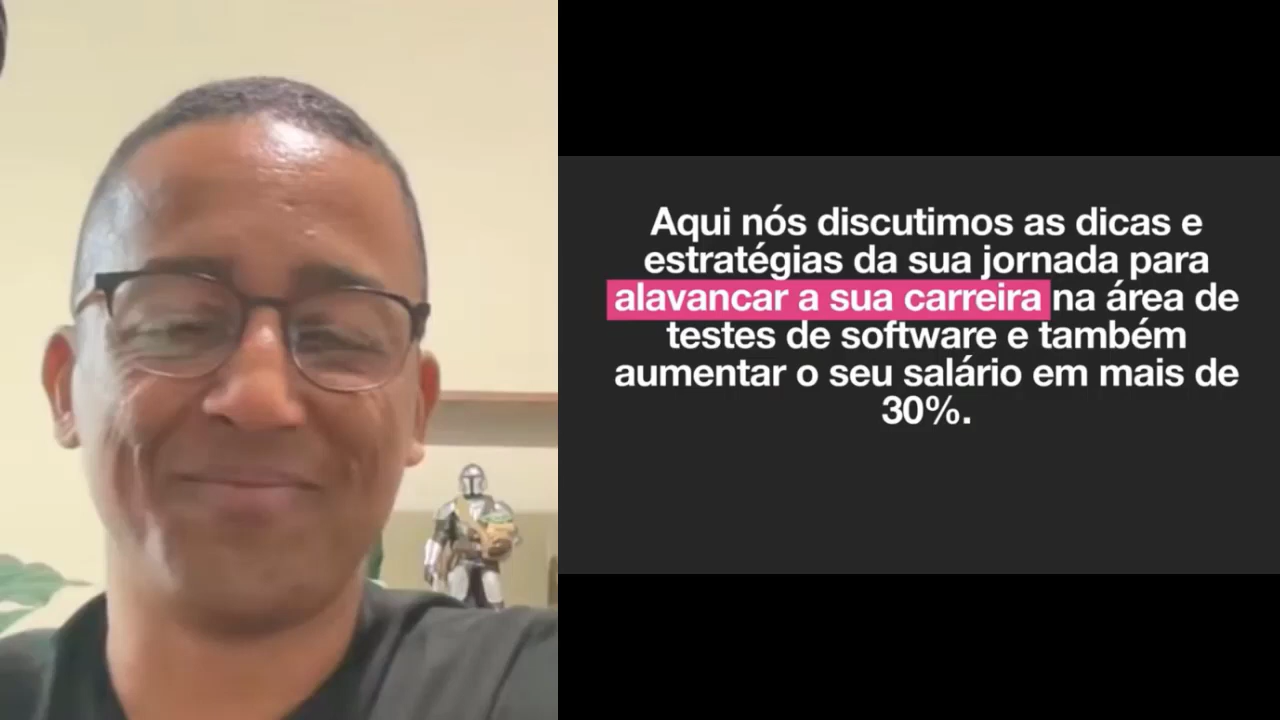 Aqui nós discutimos as dicas e
estratégias da sua jornada para
alavancar a sua carreira na área de
testes de software e também
aumentar o seu salário em mais de
30%.